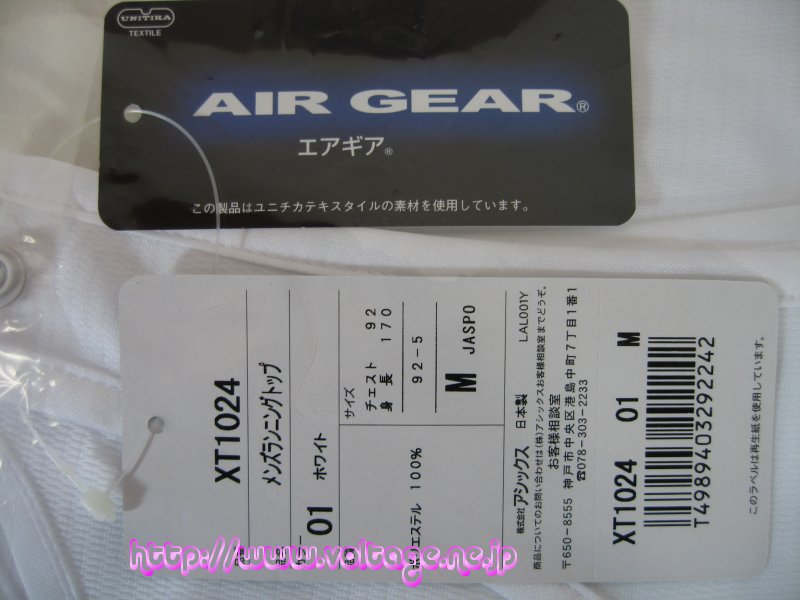 UNITIKA
TEXTILE
AIR GEAR®
エアギア®
この製品はユニチカテキスタイルの素材を使用しています。
XT1024
メンズランニングトップ
01 ホワイト
サイズ
チェスト 92
身長 170
92-5
M JASPO
ポリエステル 100%
株式会社 アシックス 日本製 LAL001Y
商品についてのお問い合わせは(株)アシックスお客様相談室までどうぞ。
お客様相談室
〒650-8555 神戸市中央区港島中町7丁目1番1
☎078-303-2233
XT1024 01 M
T4989403292242
このラベルは再生紙を使用しています。
http://www.voltage.ne.jp